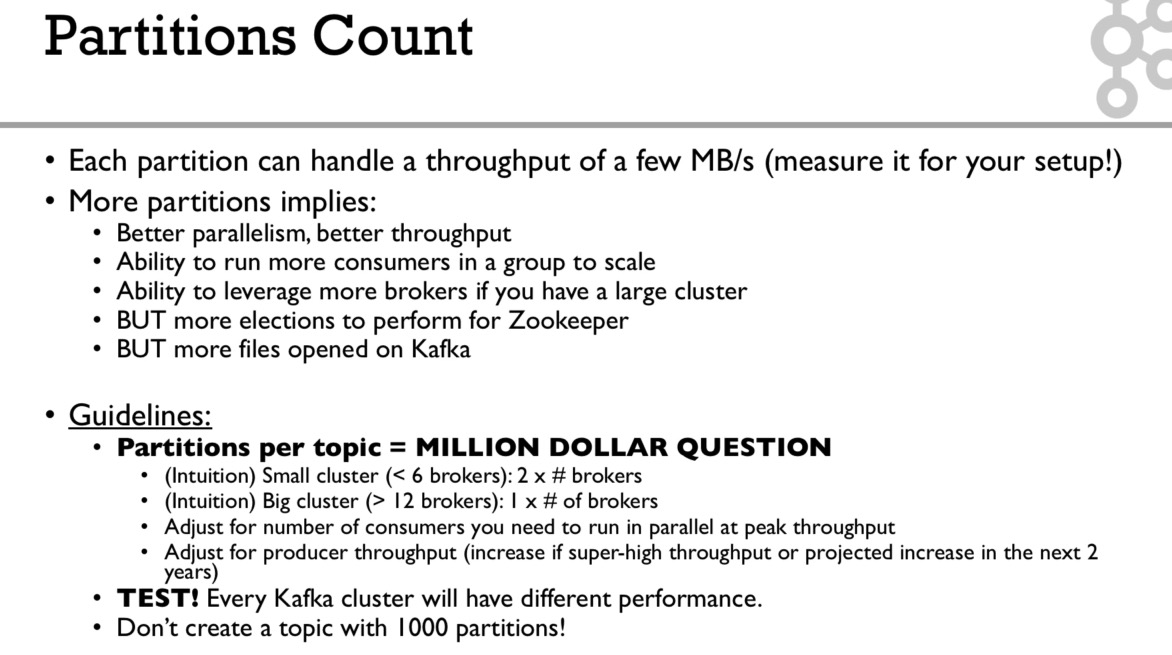 Partitions Count
• Each partition can handle a throughput of a few MB/s (measure it for your setup!)
• More partitions implies:
• Better parallelism, better throughput
• Ability to run more consumers in a group to scale
• Ability to leverage more brokers if you have a large cluster
• BUT more elections to perform for Zookeeper
• BUT more files opened on Kafka
• Guidelines:
• Partitions per topic = MILLION DOLLAR QUESTION
• (Intuition) Small cluster (< 6 brokers): 2 x # brokers
• (Intuition) Big cluster (> 12 brokers): 1 x # of brokers
• Adjust for number of consumers you need to run in parallel at peak throughput
• Adjust for producer throughput (increase if super-high throughput or projected increase in the next 2
years)
• TEST! Every Kafka cluster will have different performance.
• Don’t create a topic with 1000 partitions!